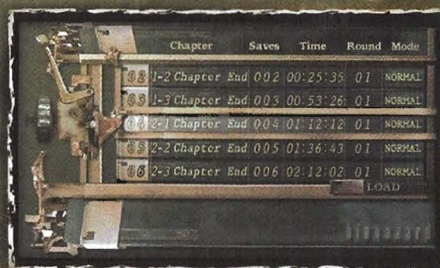 Chapter Saves Time Round Mode
02 1-2 Chapter End 002 00:25:35 01 NORMAL
03 1-3 Chapter End 003 00:53:26 01 NORMAL
04 2-1 Chapter End 004 01:12:12 01 NORMAL
05 2-2 Chapter End 005 01:36:43 01 NORMAL
06 2-3 Chapter End 006 02:12:02 01 NORMAL
LOAD
biohazard